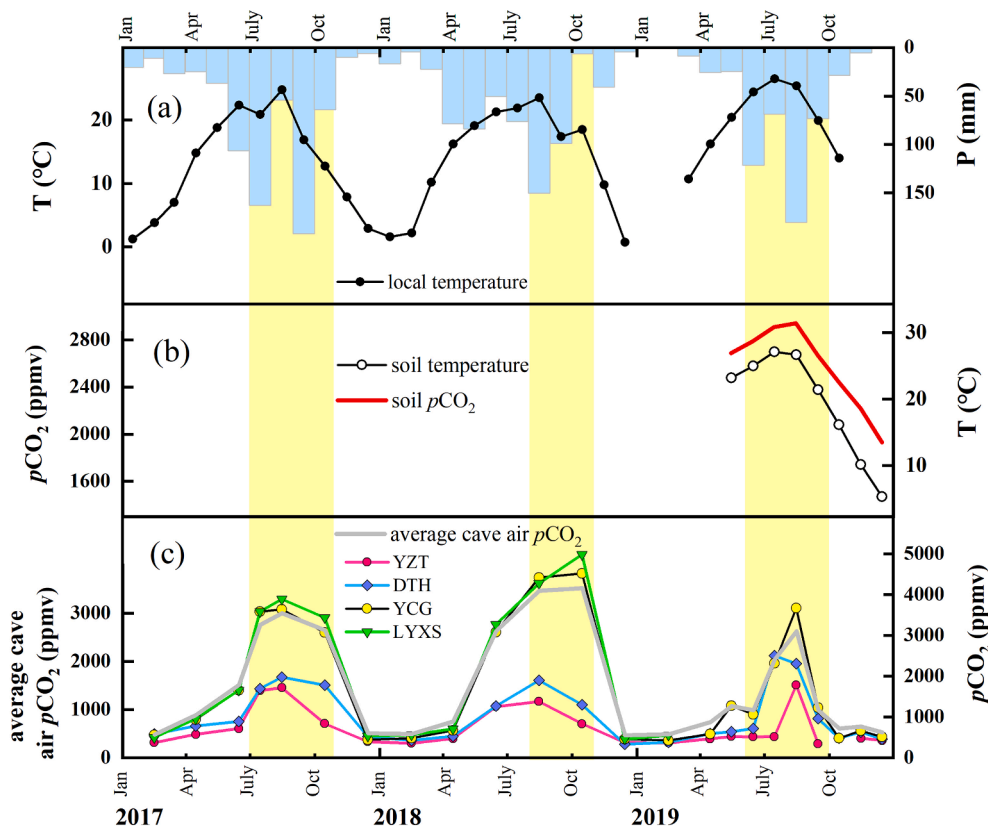 Jan Apr July Oct Jan Apr July Oct Jan Apr July Oct
(a)
T (°C)
20
10
0
0
50
100
150
P (mm)
local temperature
(b)
pCO₂ (ppmv)
2800
2400
2000
1600
soil temperature
soil pCO₂
30
20
10
T (°C)
(c)
average cave
air pCO₂ (ppmv)
3000
2000
1000
0
average cave air pCO₂
YZT
DTH
YCG
LYXS
5000
4000
3000
2000
1000
0
pCO₂ (ppmv)
Jan Apr July Oct Jan Apr July Oct Jan Apr July Oct
2017 2018 2019